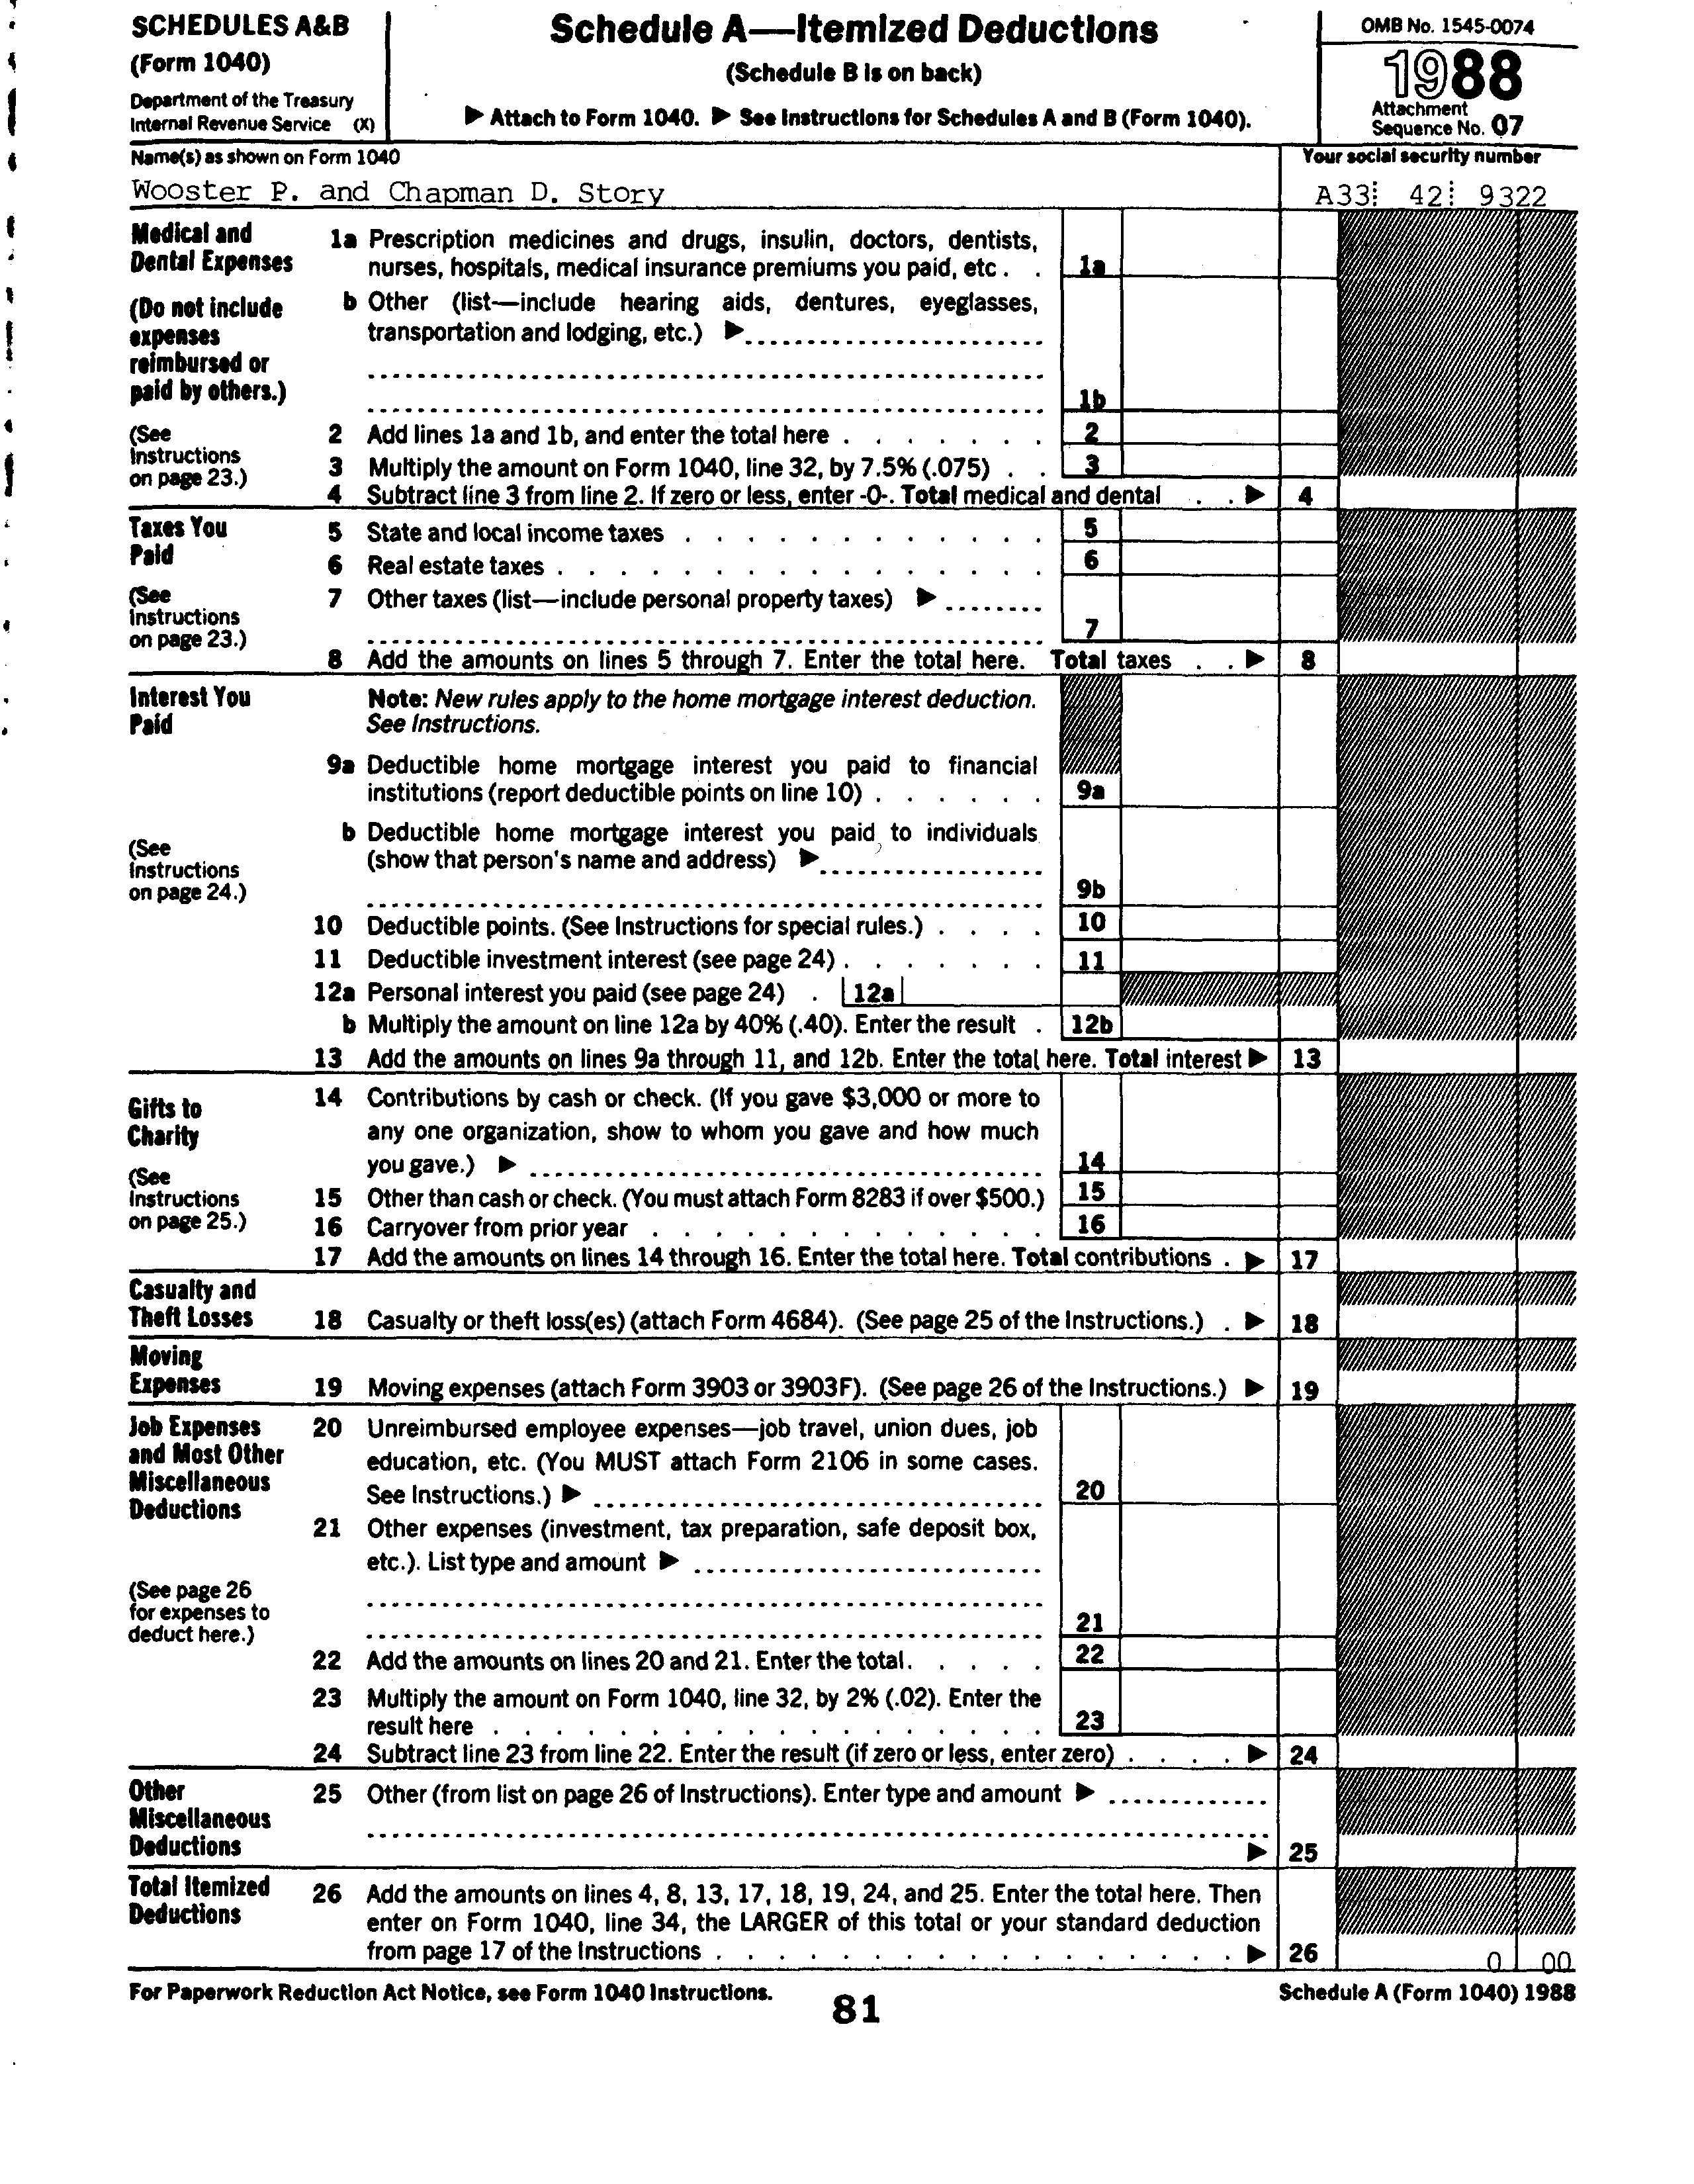 SCHEDULES A&B
(Form 1040)
Department of the Treasury
Internal Revenue Service (X)
Schedule A—Itemized Deductions
(Schedule B is on back)
▶ Attach to Form 1040. ▶ See Instructions for Schedules A and B (Form 1040).
OMB No. 1545-0074
1988
Attachment
Sequence No. 07
Name(s) as shown on Form 1040
Wooster P. and Chapman D. Story
Your social security number
A33 42 9322
Medical and
Dental Expenses
(Do not include
expenses
reimbursed or
paid by others.)
(See
Instructions
on page 23.)
1a Prescription medicines and drugs, insulin, doctors, dentists,
nurses, hospitals, medical insurance premiums you paid, etc . . 1a
b Other (list—include hearing aids, dentures, eyeglasses,
transportation and lodging, etc.) ▶
1b
2 Add lines 1a and 1b, and enter the total here . . . . . . . 2
3 Multiply the amount on Form 1040, line 32, by 7.5% (.075) . . 3
4 Subtract line 3 from line 2. If zero or less, enter -0-. Total medical and dental . . ▶ 4
Taxes You
Paid
(See
Instructions
on page 23.)
5 State and local income taxes . . . . . . . . . . . . 5
6 Real estate taxes . . . . . . . . . . . . . . . . 6
7 Other taxes (list—include personal property taxes) ▶
7
8 Add the amounts on lines 5 through 7. Enter the total here. Total taxes . . ▶ 8
Interest You
Paid
(See
Instructions
on page 24.)
Note: New rules apply to the home mortgage interest deduction.
See Instructions.
9a Deductible home mortgage interest you paid to financial
institutions (report deductible points on line 10) . . . . . . 9a
b Deductible home mortgage interest you paid to individuals
(show that person's name and address) ▶
9b
10 Deductible points. (See Instructions for special rules.) . . . . 10
11 Deductible investment interest (see page 24) . . . . . . . 11
12a Personal interest you paid (see page 24) . 12a
b Multiply the amount on line 12a by 40% (.40). Enter the result . 12b
13 Add the amounts on lines 9a through 11, and 12b. Enter the total here. Total interest ▶ 13
Gifts to
Charity
(See
Instructions
on page 25.)
14 Contributions by cash or check. (If you gave $3,000 or more to
any one organization, show to whom you gave and how much
you gave.) ▶ 14
15 Other than cash or check. (You must attach Form 8283 if over $500.) 15
16 Carryover from prior year . . . . . . . . . . . . . 16
17 Add the amounts on lines 14 through 16. Enter the total here. Total contributions . ▶ 17
Casualty and
Theft Losses
18 Casualty or theft loss(es) (attach Form 4684). (See page 25 of the Instructions.) . ▶ 18
Moving
Expenses
19 Moving expenses (attach Form 3903 or 3903F). (See page 26 of the Instructions.) ▶ 19
Job Expenses
and Most Other
Miscellaneous
Deductions
(See page 26
for expenses to
deduct here.)
20 Unreimbursed employee expenses—job travel, union dues, job
education, etc. (You MUST attach Form 2106 in some cases.
See Instructions.) ▶ 20
21 Other expenses (investment, tax preparation, safe deposit box,
etc.). List type and amount ▶
21
22 Add the amounts on lines 20 and 21. Enter the total. . . . . 22
23 Multiply the amount on Form 1040, line 32, by 2% (.02). Enter the
result here . . . . . . . . . . . . . . . . . . 23
24 Subtract line 23 from line 22. Enter the result (if zero or less, enter zero) . . . . ▶ 24
Other
Miscellaneous
Deductions
25 Other (from list on page 26 of Instructions). Enter type and amount ▶
▶ 25
Total Itemized
Deductions
26 Add the amounts on lines 4, 8, 13, 17, 18, 19, 24, and 25. Enter the total here. Then
enter on Form 1040, line 34, the LARGER of this total or your standard deduction
from page 17 of the Instructions . . . . . . . . . . . . . . . . . ▶ 26 0 00
For Paperwork Reduction Act Notice, see Form 1040 Instructions.
81
Schedule A (Form 1040) 1988